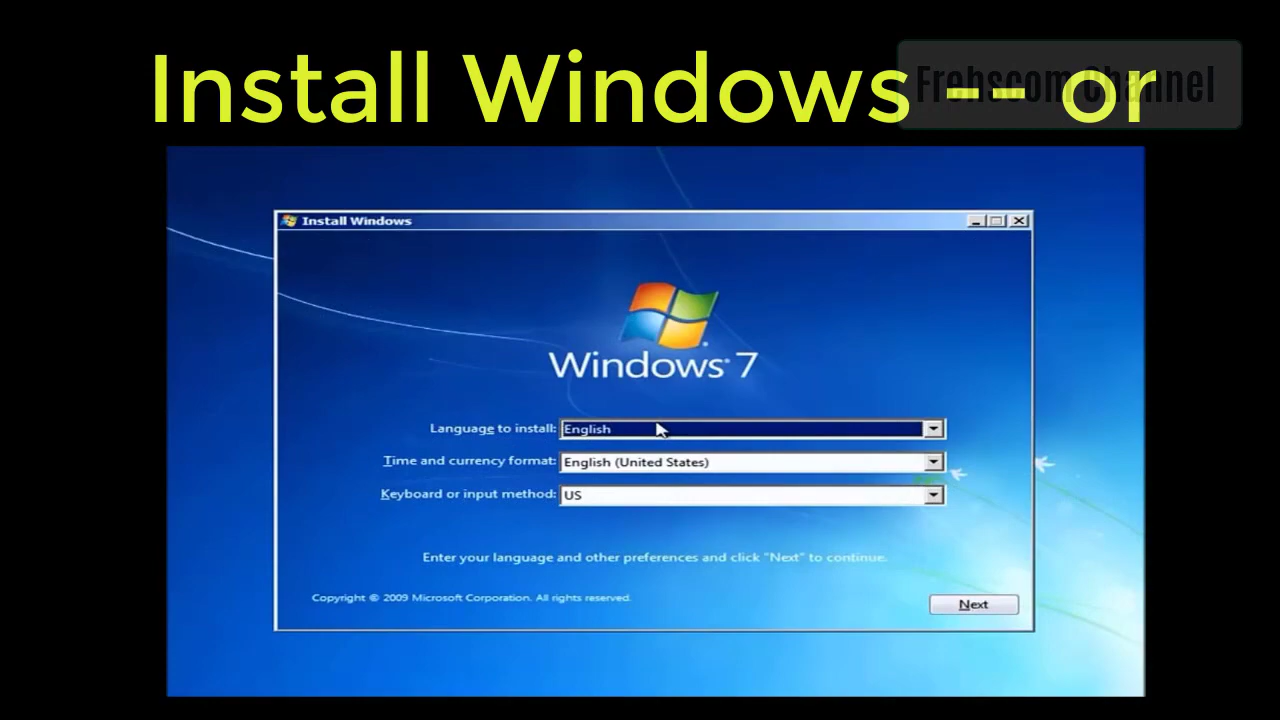 Install Windows -- or
Frehscom Channel
Install Windows
Windows® 7
Language to install: English
Time and currency format: English (United States)
Keyboard or input method: US
Enter your language and other preferences and click "Next" to continue.
Copyright © 2009 Microsoft Corporation. All rights reserved.
Next